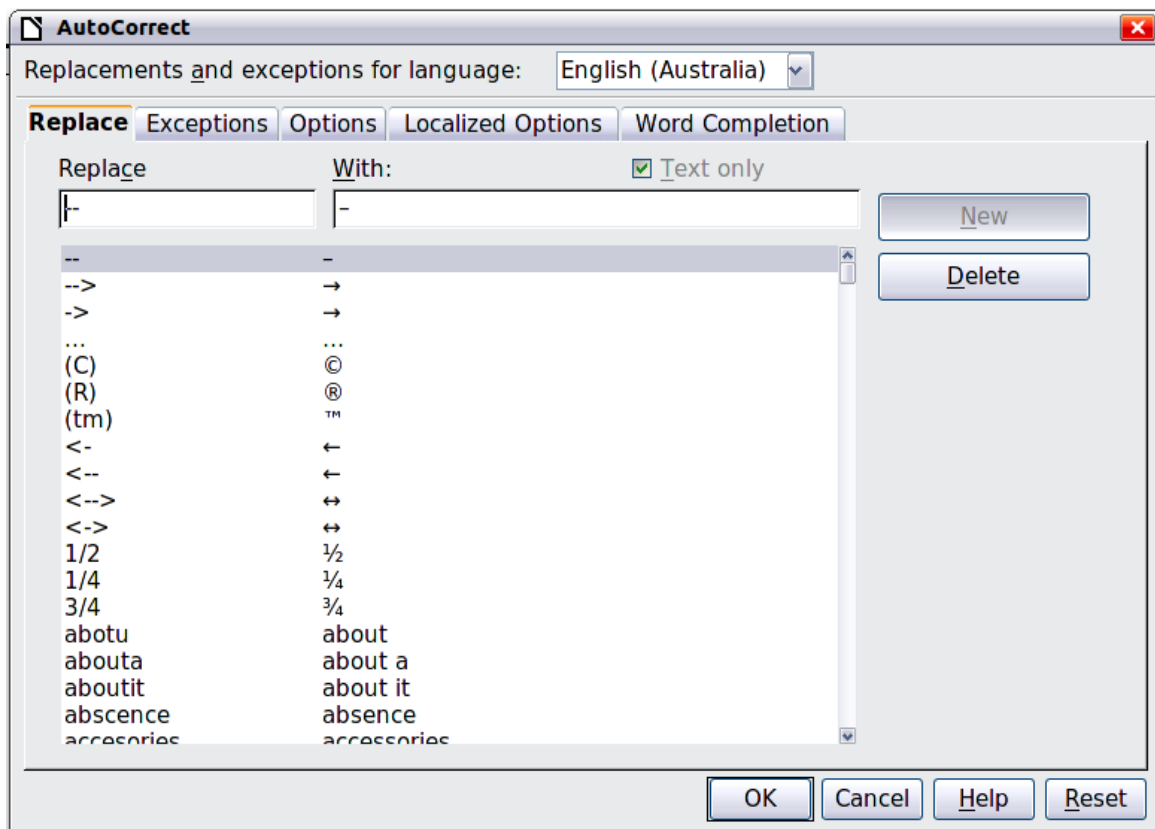 AutoCorrect
Replacements and exceptions for language: English (Australia)
Replace Exceptions Options Localized Options Word Completion
Replace With: Text only
-- – New
-- –
Delete
--> →
-> →
... …
(C) ©
(R) ®
(tm) ™
<- ←
<-- ←
<--> ↔
<-> ↔
1/2 ½
1/4 ¼
3/4 ¾
abotu about
abouta about a
aboutit about it
abscence absence
accesories accessories
OK Cancel Help Reset